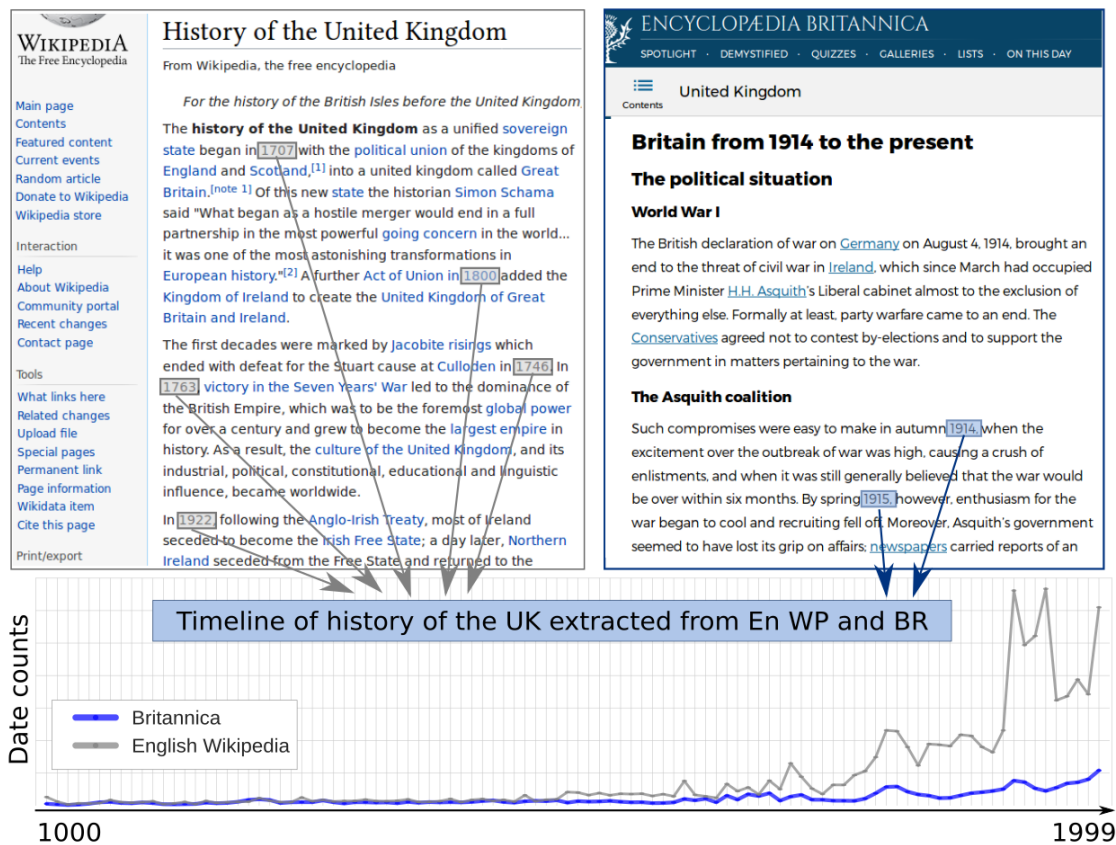 WIKIPEDIA
The Free Encyclopedia
Main page
Contents
Featured content
Current events
Random article
Donate to Wikipedia
Wikipedia store
Interaction
Help
About Wikipedia
Community portal
Recent changes
Contact page
Tools
What links here
Related changes
Upload file
Special pages
Permanent link
Page information
Wikidata item
Cite this page
Print/export
History of the United Kingdom
From Wikipedia, the free encyclopedia
For the history of the British Isles before the United Kingdom,
The history of the United Kingdom as a unified sovereign
state began in 1707 with the political union of the kingdoms of
England and Scotland,[1] into a united kingdom called Great
Britain.[note 1] Of this new state the historian Simon Schama
said "What began as a hostile merger would end in a full
partnership in the most powerful going concern in the world...
it was one of the most astonishing transformations in
European history."[2] A further Act of Union in 1800 added the
Kingdom of Ireland to create the United Kingdom of Great
Britain and Ireland.
The first decades were marked by Jacobite risings which
ended with defeat for the Stuart cause at Culloden in 1746. In
1763, victory in the Seven Years' War led to the dominance of
the British Empire, which was to be the foremost global power
for over a century and grew to become the largest empire in
history. As a result, the culture of the United Kingdom, and its
industrial, political, constitutional, educational and linguistic
influence, became worldwide.
In 1922, following the Anglo-Irish Treaty, most of Ireland
seceded to become the Irish Free State; a day later, Northern
Ireland seceded from the Free State and returned to the
ENCYCLOPÆDIA BRITANNICA
SPOTLIGHT · DEMYSTIFIED · QUIZZES · GALLERIES · LISTS · ON THIS DAY
Contents
United Kingdom
Britain from 1914 to the present
The political situation
World War I
The British declaration of war on Germany on August 4, 1914, brought an
end to the threat of civil war in Ireland, which since March had occupied
Prime Minister H.H. Asquith's Liberal cabinet almost to the exclusion of
everything else. Formally at least, party warfare came to an end. The
Conservatives agreed not to contest by-elections and to support the
government in matters pertaining to the war.
The Asquith coalition
Such compromises were easy to make in autumn 1914, when the
excitement over the outbreak of war was high, causing a crush of
enlistments, and when it was still generally believed that the war would
be over within six months. By spring 1915, however, enthusiasm for the
war began to cool and recruiting fell off. Moreover, Asquith's government
seemed to have lost its grip on affairs; newspapers carried reports of an
Timeline of history of the UK extracted from En WP and BR
Date counts
Britannica
English Wikipedia
1000
1999